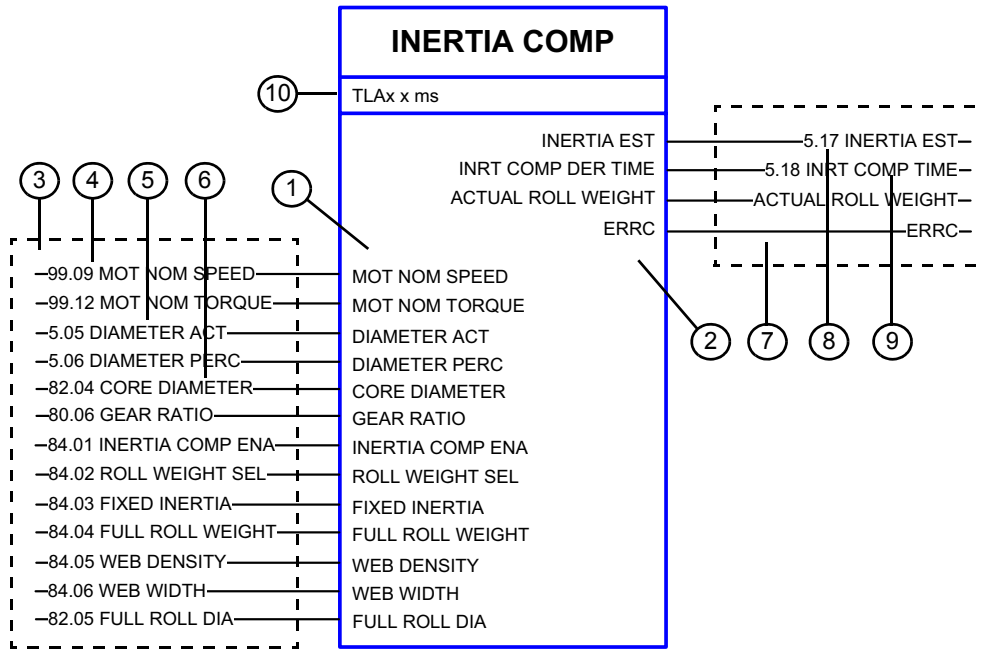 INERTIA COMP
10
TLAx x ms
INERTIA EST
5.17 INERTIA EST
INRT COMP DER TIME
5.18 INRT COMP TIME
ACTUAL ROLL WEIGHT
ACTUAL ROLL WEIGHT
ERRC
ERRC
3
4
5
6
1
2
7
8
9
99.09 MOT NOM SPEED
MOT NOM SPEED
99.12 MOT NOM TORQUE
MOT NOM TORQUE
5.05 DIAMETER ACT
DIAMETER ACT
5.06 DIAMETER PERC
DIAMETER PERC
82.04 CORE DIAMETER
CORE DIAMETER
80.06 GEAR RATIO
GEAR RATIO
84.01 INERTIA COMP ENA
INERTIA COMP ENA
84.02 ROLL WEIGHT SEL
ROLL WEIGHT SEL
84.03 FIXED INERTIA
FIXED INERTIA
84.04 FULL ROLL WEIGHT
FULL ROLL WEIGHT
84.05 WEB DENSITY
WEB DENSITY
84.06 WEB WIDTH
WEB WIDTH
82.05 FULL ROLL DIA
FULL ROLL DIA